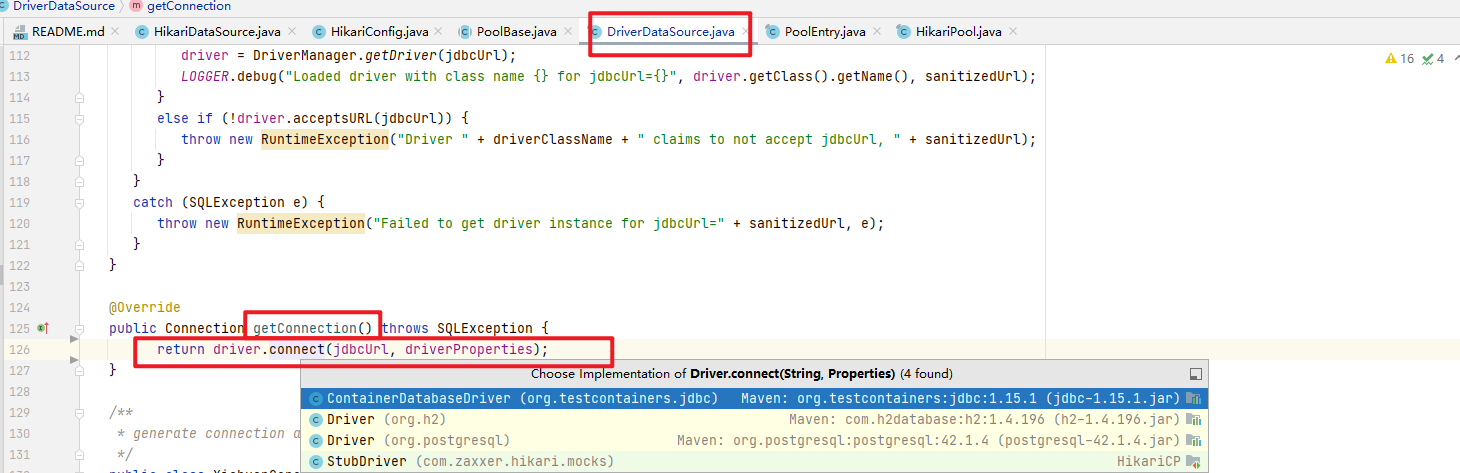 DriverDataSource getConnection
README.md HikariDataSource.java HikariConfig.java PoolBase.java DriverDataSource.java PoolEntry.java HikariPool.java
16 4
112 driver = DriverManager.getDriver(jdbcUrl);
113 LOGGER.debug("Loaded driver with class name {} for jdbcUrl={}", driver.getClass().getName(), sanitizedUrl);
114 }
115 else if (!driver.acceptsURL(jdbcUrl)) {
116 throw new RuntimeException("Driver " + driverClassName + " claims to not accept jdbcUrl, " + sanitizedUrl);
117 }
118 }
119 catch (SQLException e) {
120 throw new RuntimeException("Failed to get driver instance for jdbcUrl=" + sanitizedUrl, e);
121 }
122 }
123
124 @Override
125 public Connection getConnection() throws SQLException {
126 return driver.connect(jdbcUrl, driverProperties);
127 }
Choose Implementation of Driver.connect(String, Properties) (4 found)
128
ContainerDatabaseDriver (org.testcontainers.jdbc) Maven: org.testcontainers:jdbc:1.15.1 (jdbc-1.15.1.jar)
129 /**
Driver (org.h2) Maven: com.h2database:h2:1.4.196 (h2-1.4.196.jar)
130 * generate connection a
Driver (org.postgresql) Maven: org.postgresql:postgresql:42.1.4 (postgresql-42.1.4.jar)
131 */
StubDriver (com.zaxxer.hikari.mocks) HikariCP